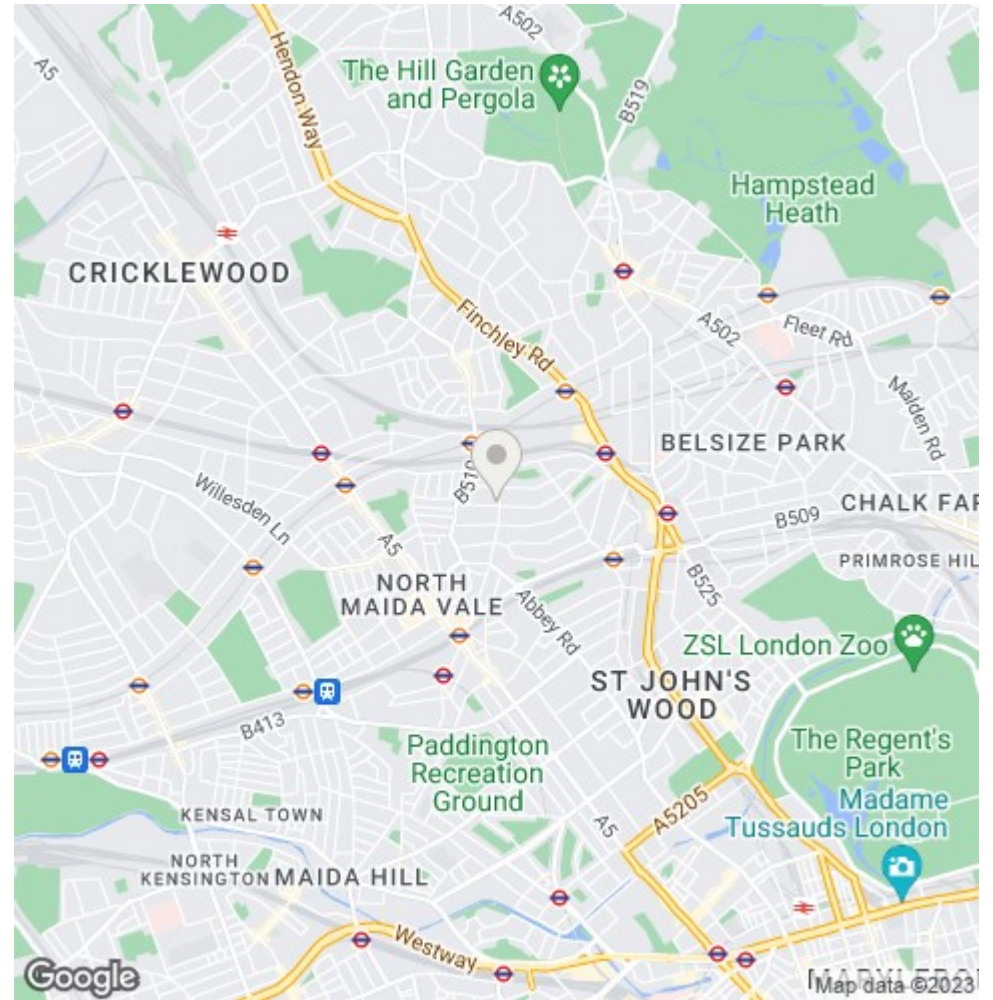 A502
A5
Hendon Way
The Hill Garden
and Pergola
B519
Hampstead
Heath
CRICKLEWOOD
Finchley Rd
A502
Fleet Rd
Malden Rd
BELSIZE PARK
B510
Willesden Ln
A5
CHALK FAR
B509
PRIMROSE HIL
NORTH
MAIDA VALE
Abbey Rd
B525
ZSL London Zoo
ST JOHN'S
WOOD
B413
Paddington
Recreation
Ground
The Regent's
Park
Madame
Tussauds London
KENSAL TOWN
A5
A5205
NORTH
KENSINGTON
MAIDA HILL
Westway
Google
Map data ©2023